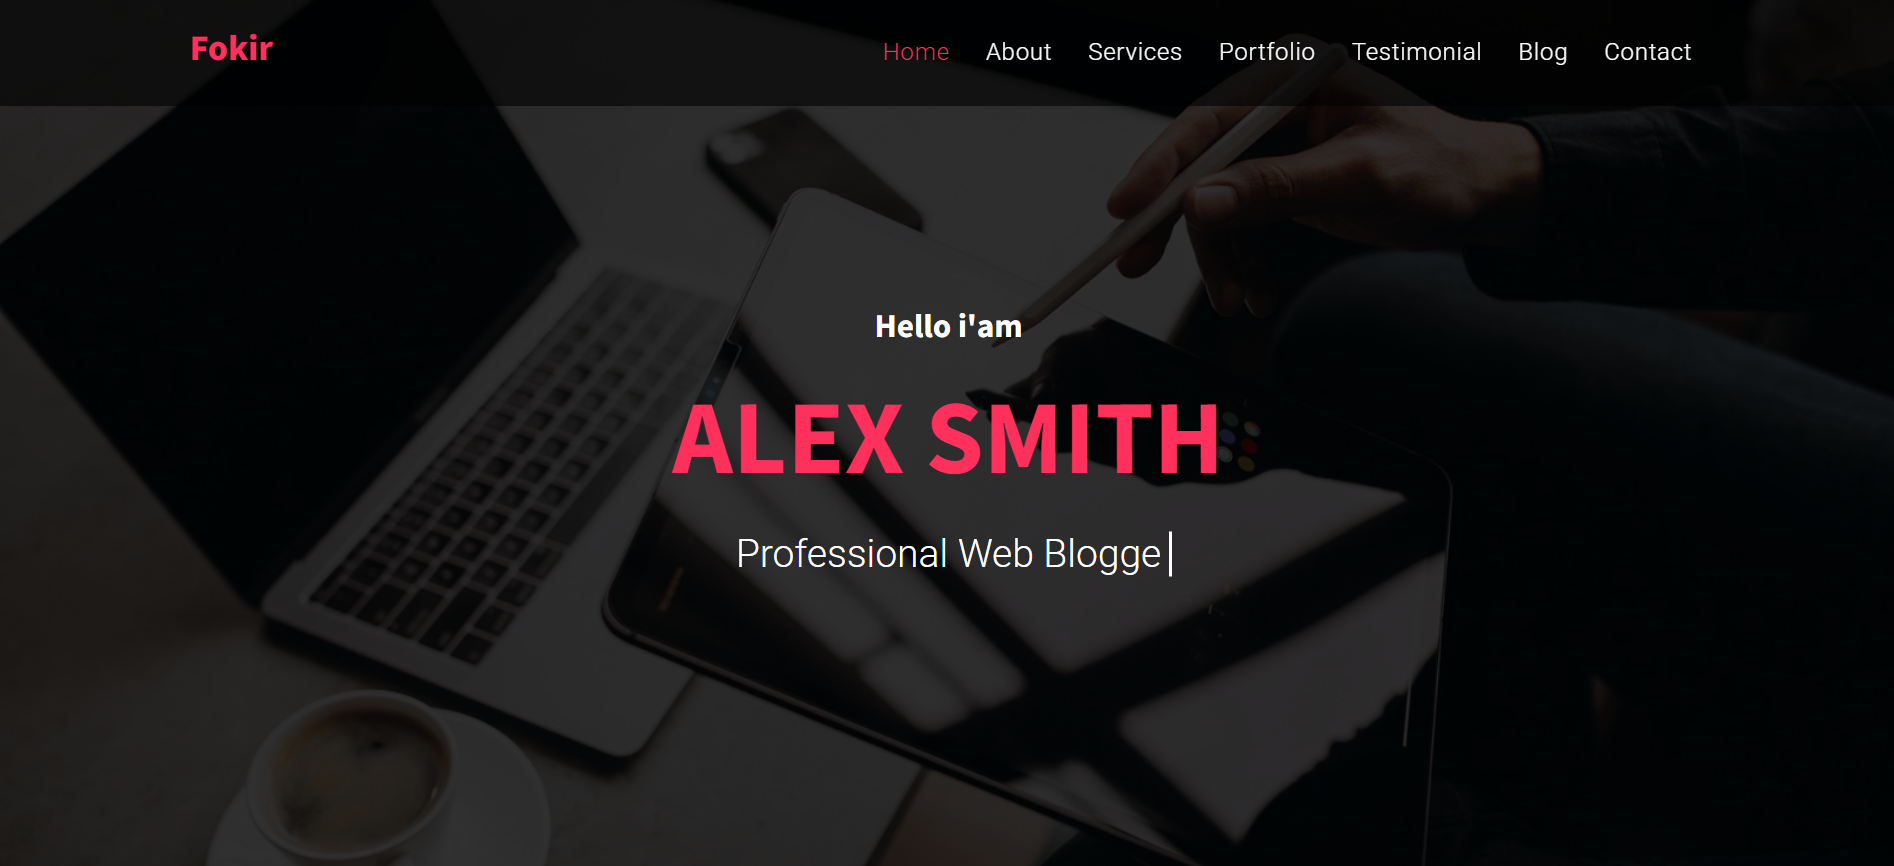 Fokir
Home About Services Portfolio Testimonial Blog Contact
Hello i'am
ALEX SMITH
Professional Web Blogge